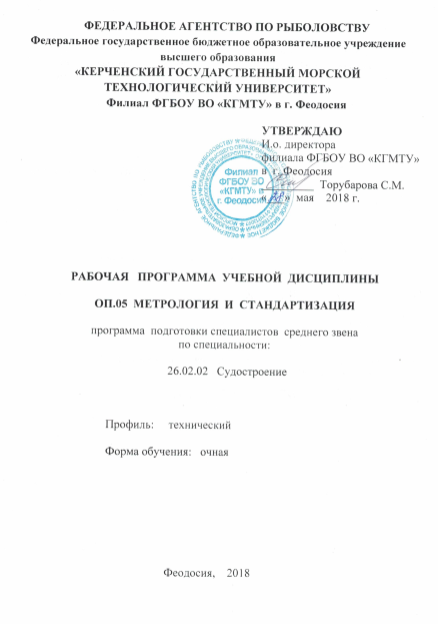 ФЕДЕРАЛЬНОЕ АГЕНТСТВО ПО РЫБОЛОВСТВУ
Федеральное государственное бюджетное образовательное учреждение
высшего образования
«КЕРЧЕНСКИЙ ГОСУДАРСТВЕННЫЙ МОРСКОЙ
ТЕХНОЛОГИЧЕСКИЙ УНИВЕРСИТЕТ»
Филиал ФГБОУ ВО «КГМТУ» в г. Феодосия
УТВЕРЖДАЮ
И.о. директора
филиала ФГБОУ ВО «КГМТУ»
в г. Феодосия
Торубарова С.М.
« » мая 2018 г.
Филиал
ФГБОУ ВО
«КГМТУ» в
г. Феодосия
РАБОЧАЯ ПРОГРАММА УЧЕБНОЙ ДИСЦИПЛИНЫ
ОП.05 МЕТРОЛОГИЯ И СТАНДАРТИЗАЦИЯ
программа подготовки специалистов среднего звена
по специальности:
26.02.02 Судостроение
Профиль: технический
Форма обучения: очная
Феодосия, 2018